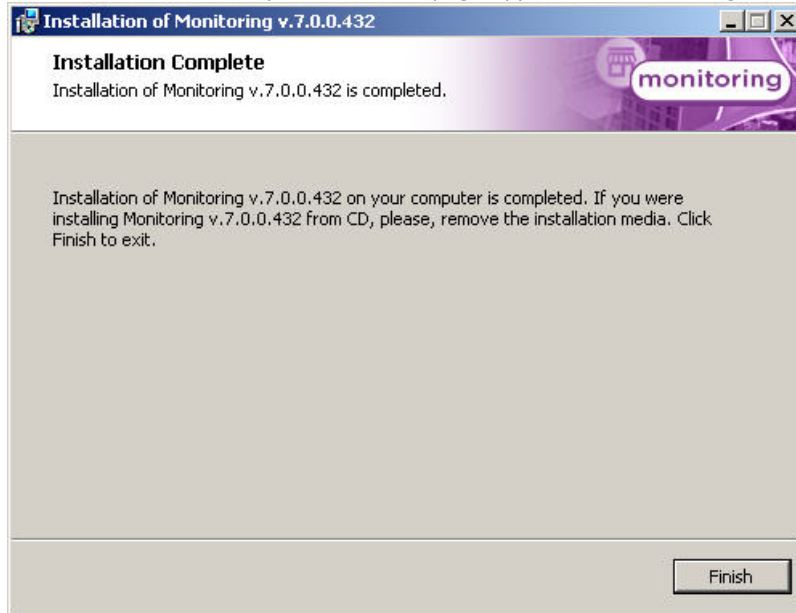 Installation of Monitoring v.7.0.0.432
Installation Complete
Installation of Monitoring v.7.0.0.432 is completed.
monitoring
Installation of Monitoring v.7.0.0.432 on your computer is completed. If you were
installing Monitoring v.7.0.0.432 from CD, please, remove the installation media. Click
Finish to exit.
Finish